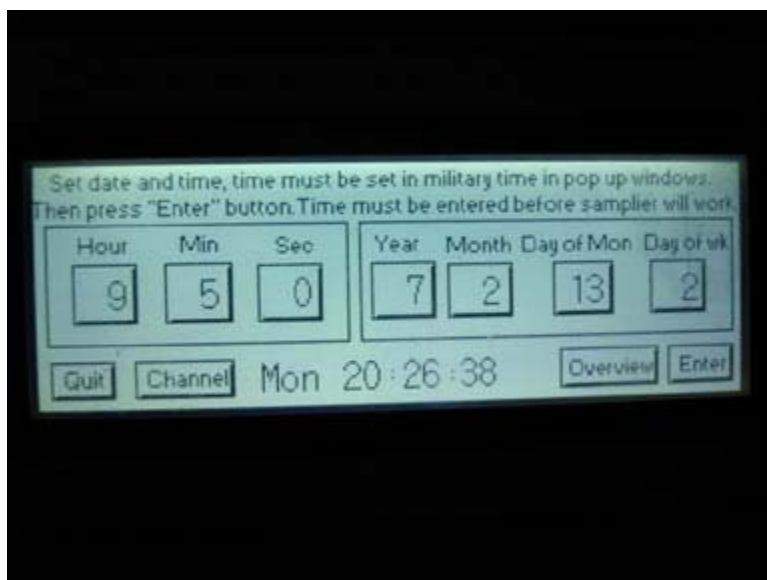 Set date and time, time must be set in military time in pop up windows.
Then press "Enter" button. Time must be entered before samplier will work.
Hour Min Sec Year Month Day of Mon Day of wk
9 5 0 7 2 13 2
Quit Channel Mon 20:26:38 Overview Enter